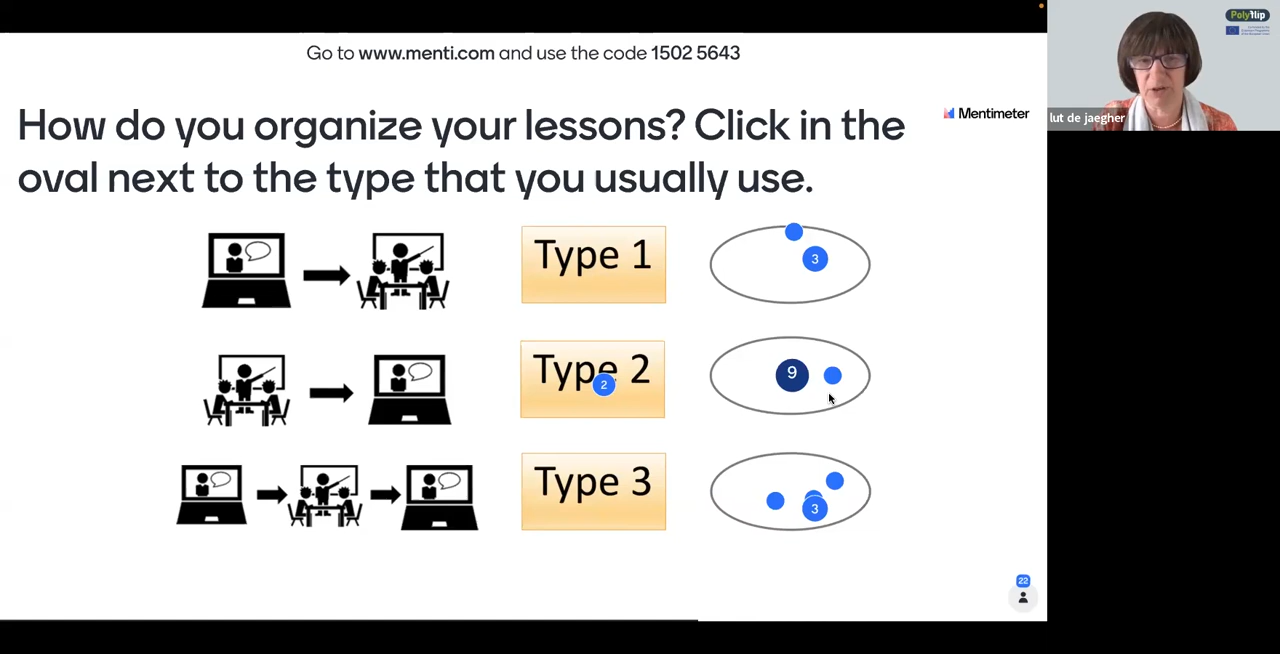 PolyFlip
Go to www.menti.com and use the code 1502 5643
Mentimeter
lut de jaegher
How do you organize your lessons? Click in the
oval next to the type that you usually use.
Type 1
3
Type 2
2
9
Type 3
3
22